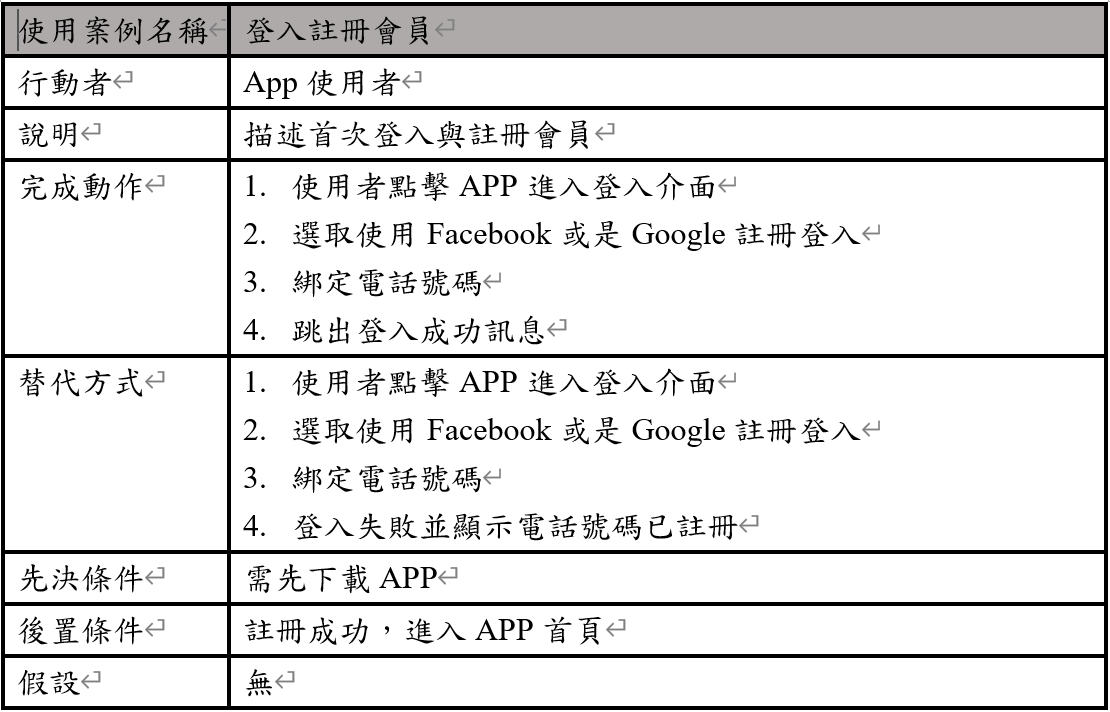 使用案例名稱 登入註冊會員
行動者 App 使用者
說明 描述首次登入與註冊會員
完成動作 1. 使用者點擊 APP 進入登入介面
2. 選取使用 Facebook 或是 Google 註冊登入
3. 綁定電話號碼
4. 跳出登入成功訊息
替代方式 1. 使用者點擊 APP 進入登入介面
2. 選取使用 Facebook 或是 Google 註冊登入
3. 綁定電話號碼
4. 登入失敗並顯示電話號碼已註冊
先決條件 需先下載 APP
後置條件 註冊成功，進入 APP 首頁
假設 無